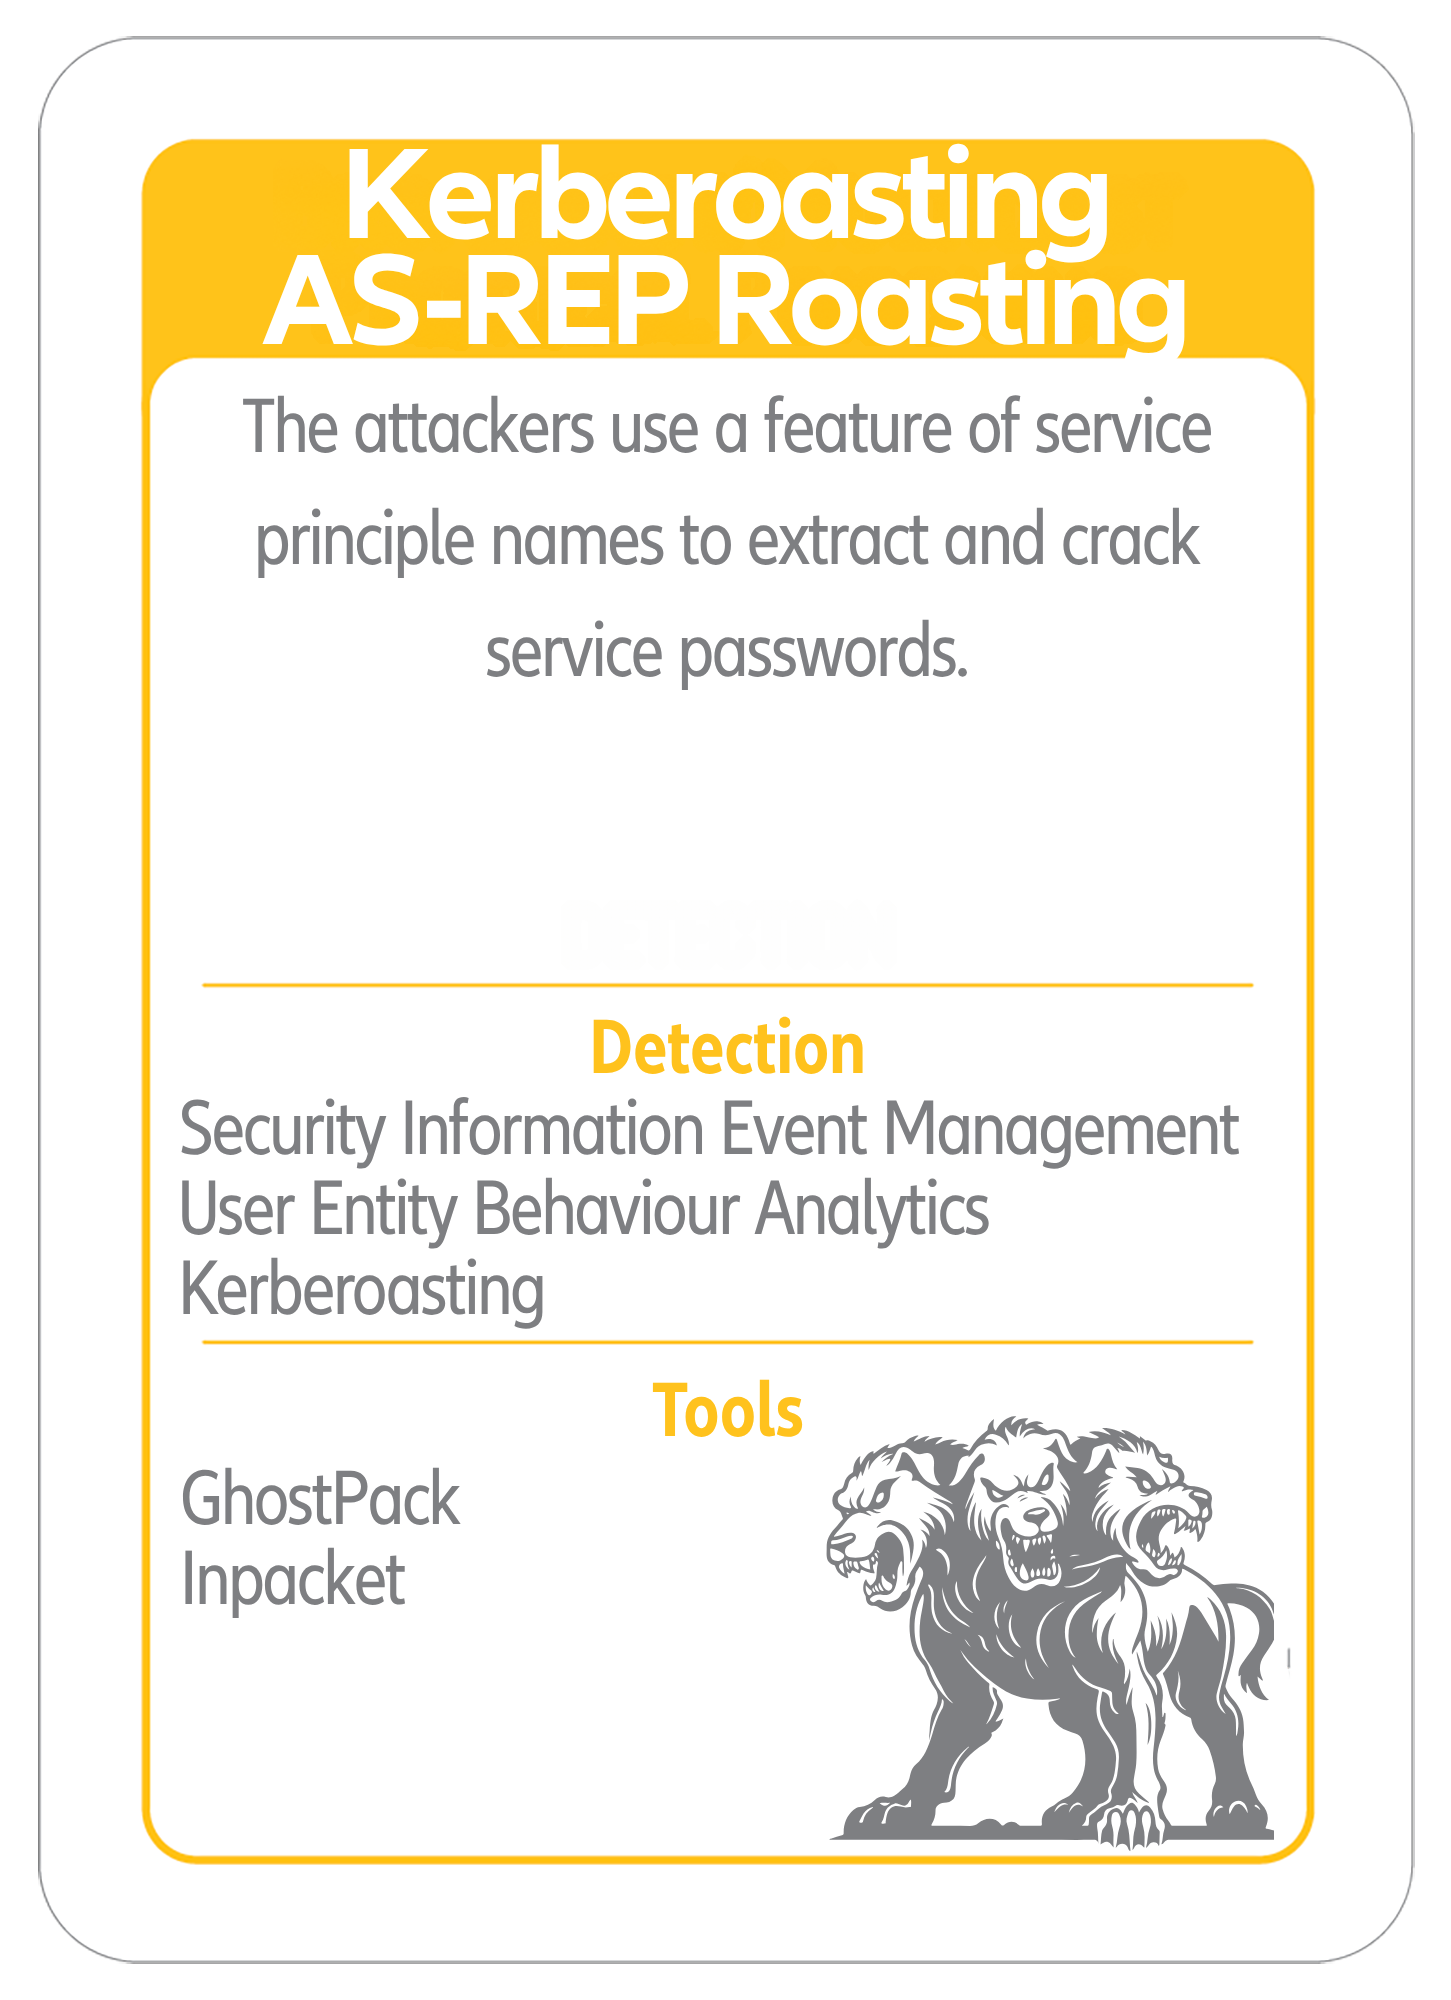 Kerberoasting
AS-REP Roasting
The attackers use a feature of service
principle names to extract and crack
service passwords.
Detection
Security Information Event Management
User Entity Behaviour Analytics
Kerberoasting
Tools
GhostPack
Inpacket